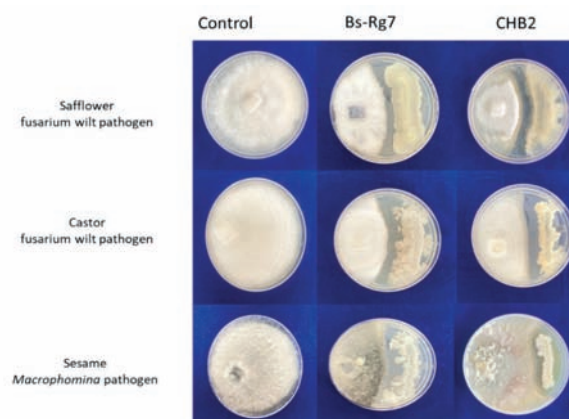 Control Bs-Rg7 CHB2
Safflower
fusarium wilt pathogen
Castor
fusarium wilt pathogen
Sesame
Macrophomina pathogen